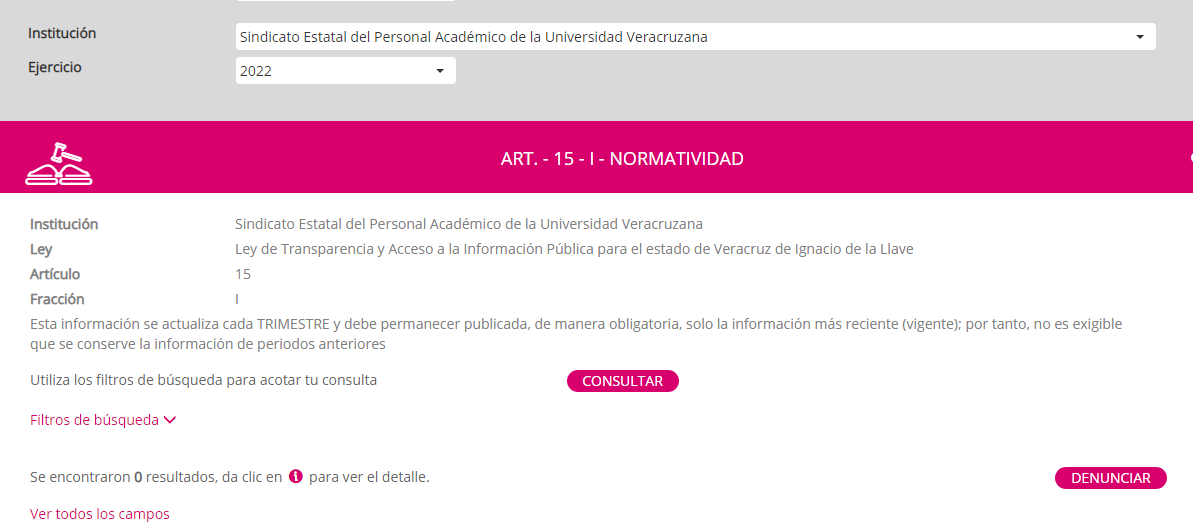 Institución
Sindicato Estatal del Personal Académico de la Universidad Veracruzana
Ejercicio
2022
ART. - 15 - I - NORMATIVIDAD
Institución
Sindicato Estatal del Personal Académico de la Universidad Veracruzana
Ley
Ley de Transparencia y Acceso a la Información Pública para el estado de Veracruz de Ignacio de la Llave
Artículo
15
Fracción
I
Esta información se actualiza cada TRIMESTRE y debe permanecer publicada, de manera obligatoria, solo la información más reciente (vigente); por tanto, no es exigible
que se conserve la información de periodos anteriores
Utiliza los filtros de búsqueda para acotar tu consulta
CONSULTAR
Filtros de búsqueda
Se encontraron 0 resultados, da clic en i para ver el detalle.
DENUNCIAR
Ver todos los campos